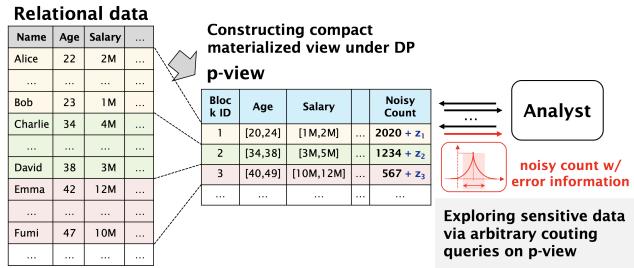 Relational data
Name Age Salary ...
Alice 22 2M
... ... ... ...
Bob 23 1M
Charlie 34 4M
... ... ...
David 38 3M
Emma 42 12M
... ... ... ...
Fumi 47 10M
... ... ... ...
Constructing compact
materialized view under DP
p-view
Bloc
k ID
Age Salary ...
Noisy
Count
1 [20,24) [1M,2M) ... 2020 + z1
2 [34,38) [3M,5M) ... 1234 + z2
3 [40,49) [10M,12M) ... 567 + z3
... ... ... ...
...
Analyst
noisy count w/
error information
Exploring sensitive data
via arbitrary couting
queries on p-view